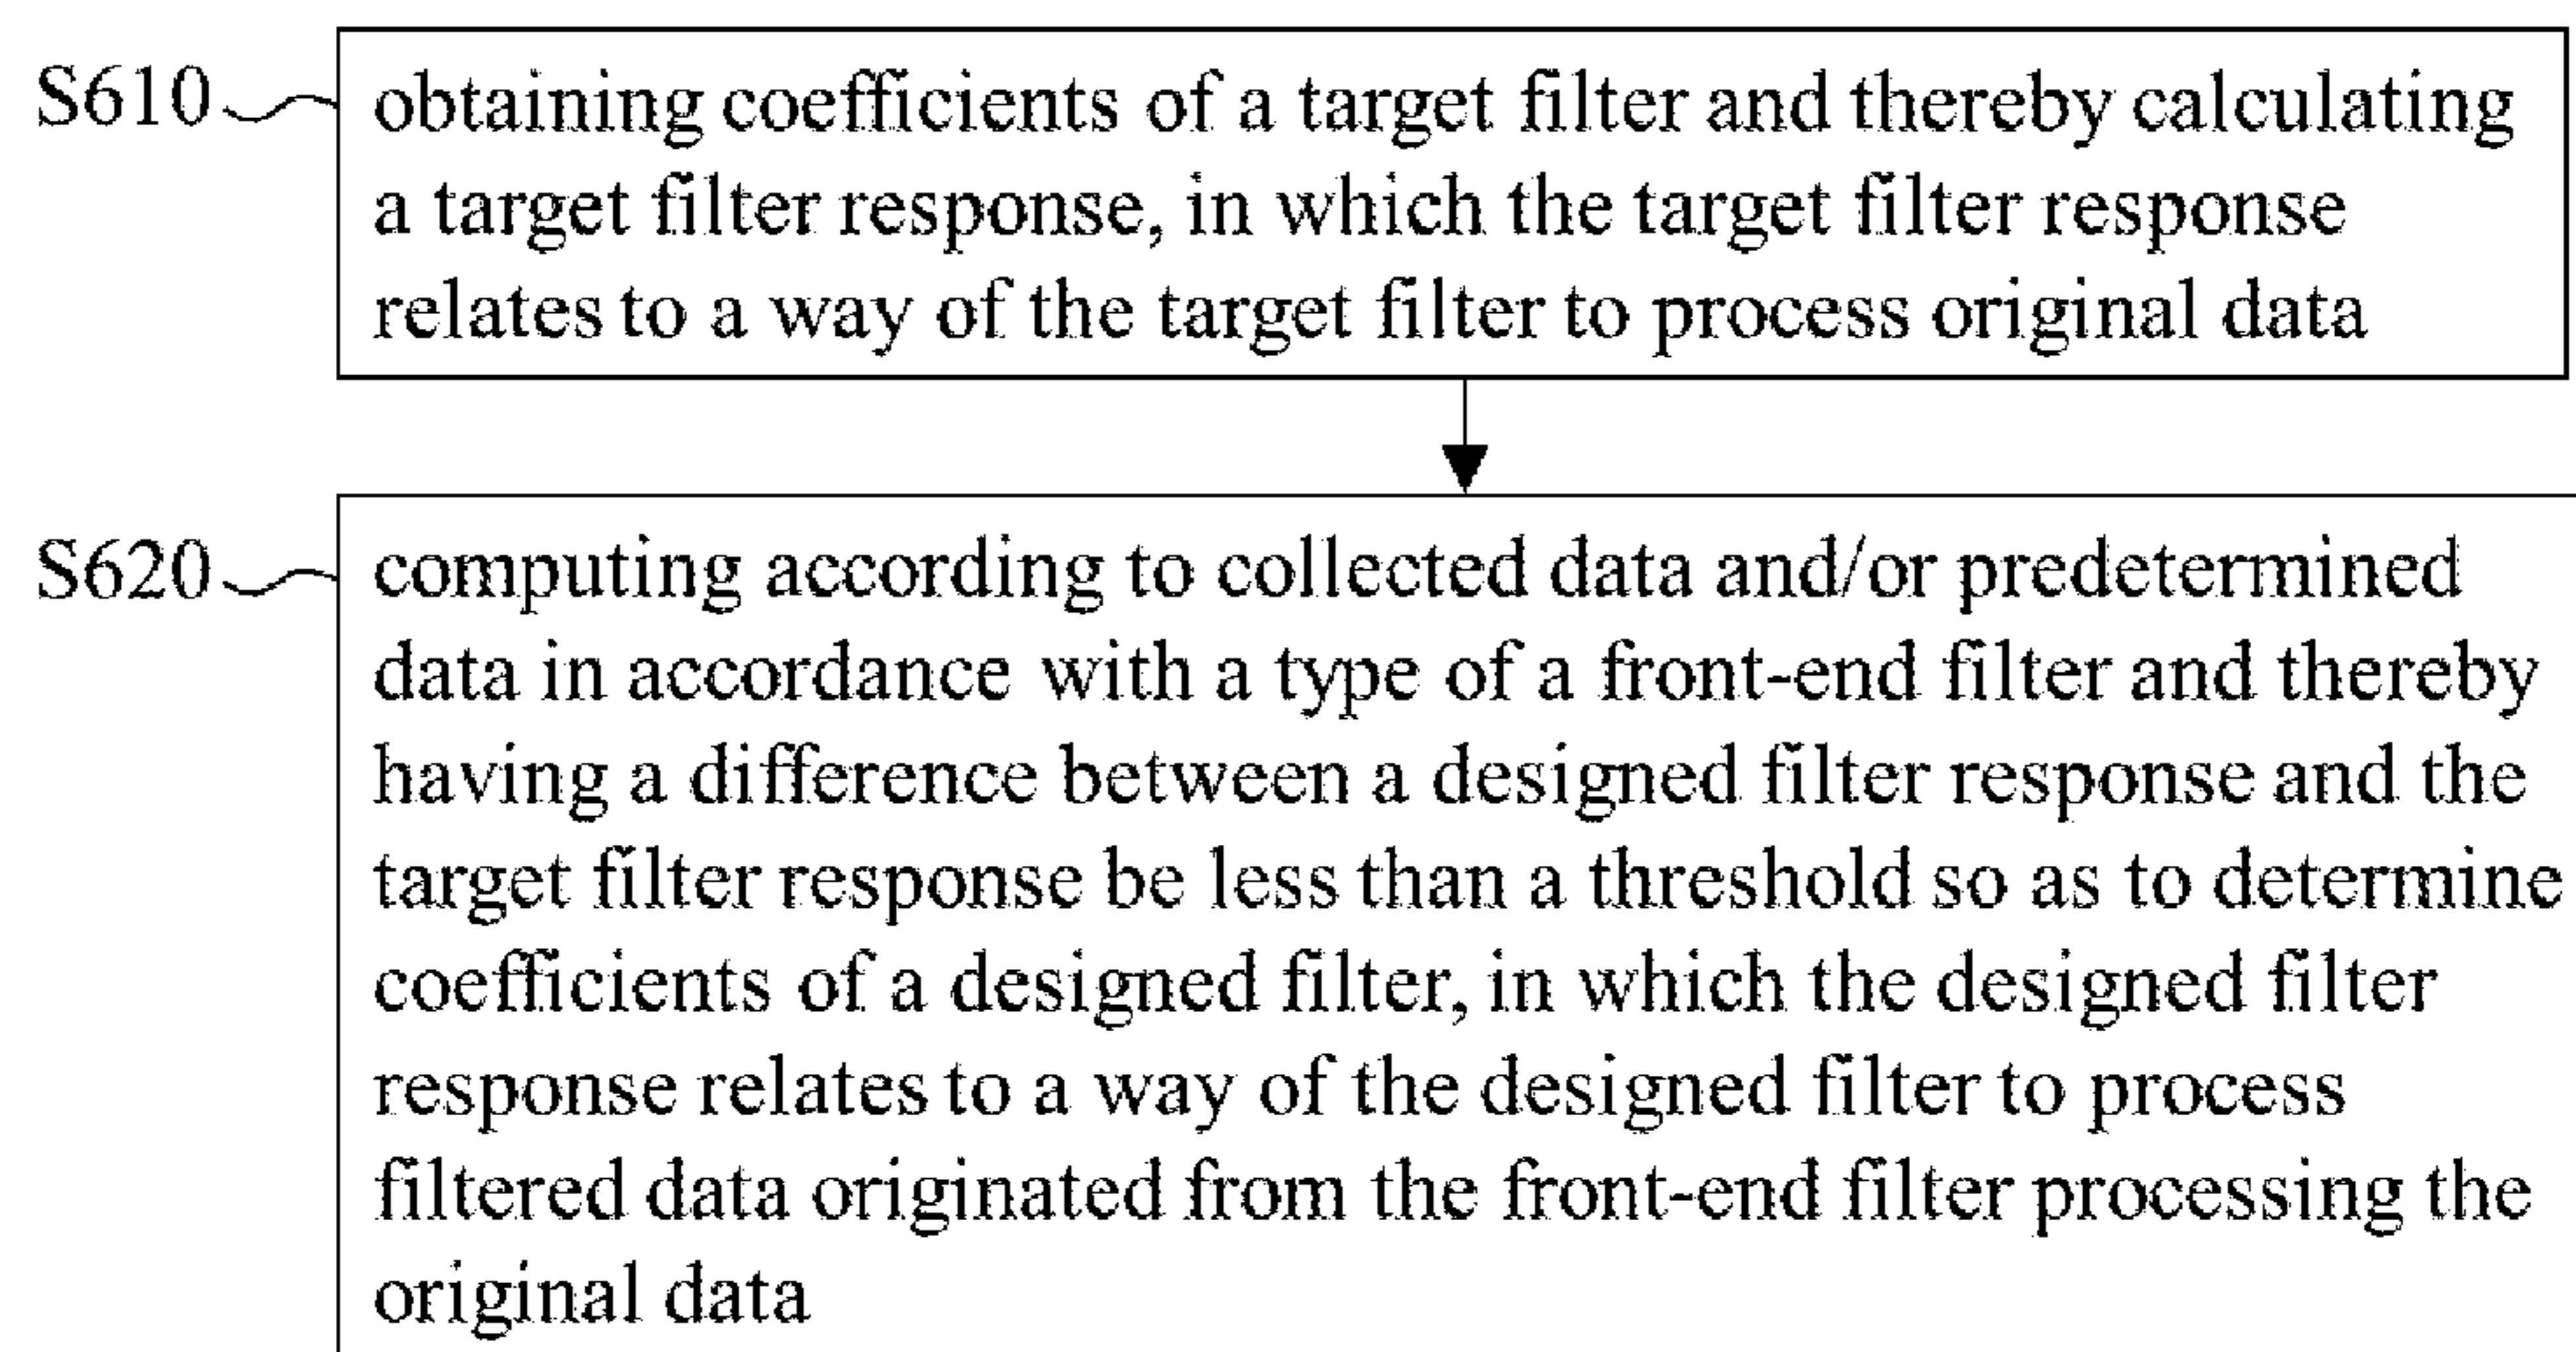 S610
obtaining coefficients of a target filter and thereby calculating
a target filter response, in which the target filter response
relates to a way of the target filter to process original data
S620
computing according to collected data and/or predetermined
data in accordance with a type of a front-end filter and thereby
having a difference between a designed filter response and the
target filter response be less than a threshold so as to determine
coefficients of a designed filter, in which the designed filter
response relates to a way of the designed filter to process
filtered data originated from the front-end filter processing the
original data